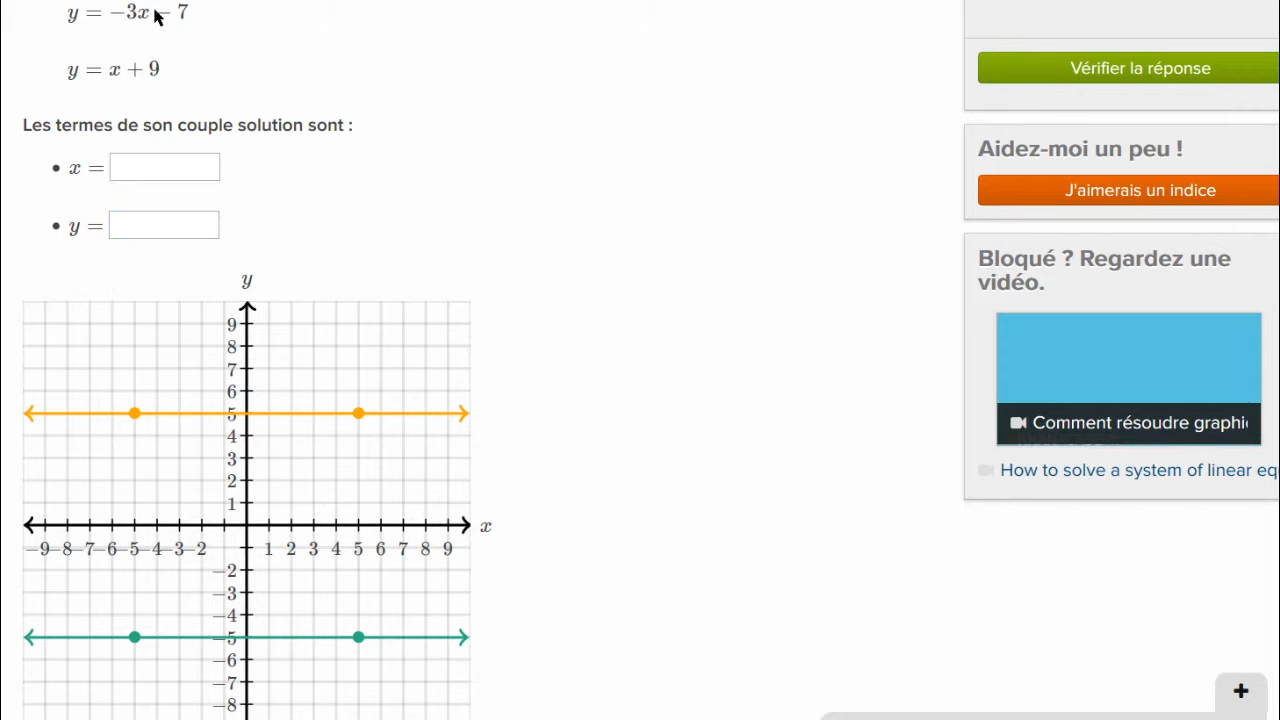 y = −3x − 7
y = x + 9
Les termes de son couple solution sont :
• x =
• y =
y
9
8
7
6
5
4
3
2
1
x
−9 −8 −7 −6 −5 −4 −3 −2 1 2 3 4 5 6 7 8 9
−2
−3
−4
−5
−6
−7
−8
Vérifier la réponse
Aidez-moi un peu !
J'aimerais un indice
Bloqué ? Regardez une
vidéo.
Comment résoudre graphi
How to solve a system of linear eq
+